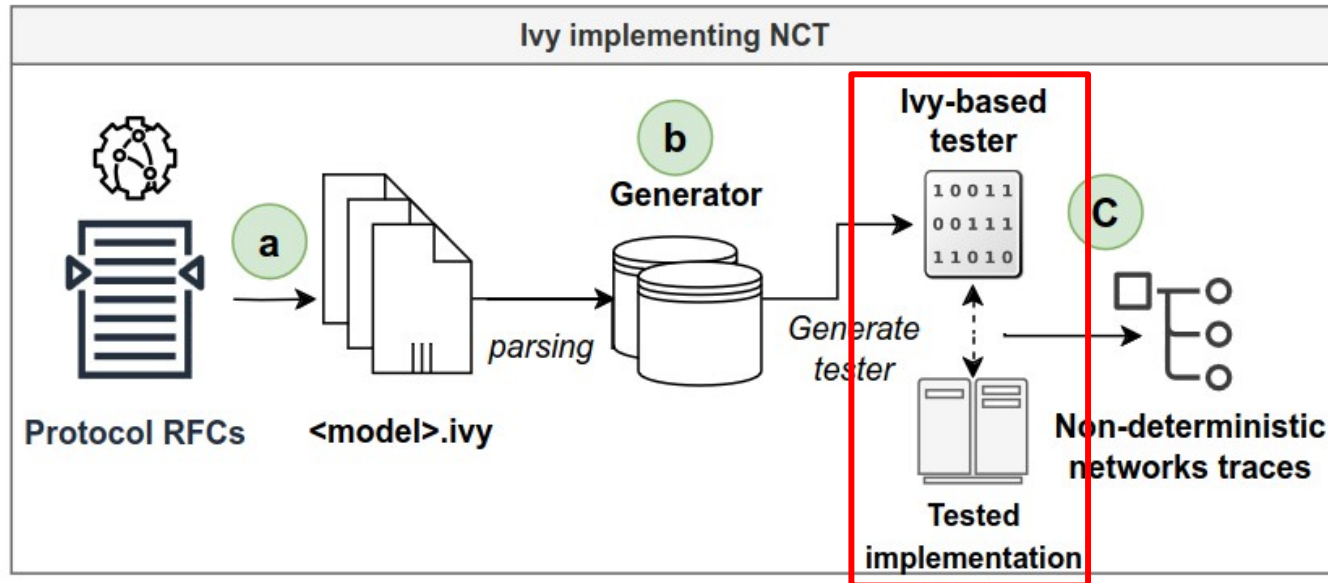 Ivy implementing NCT
a
b
Generator
Ivy-based
tester
10011
00111
11010
C
parsing
Generate
tester
Protocol RFCs
<model>.ivy
Tested
implementation
Non-deterministic
networks traces